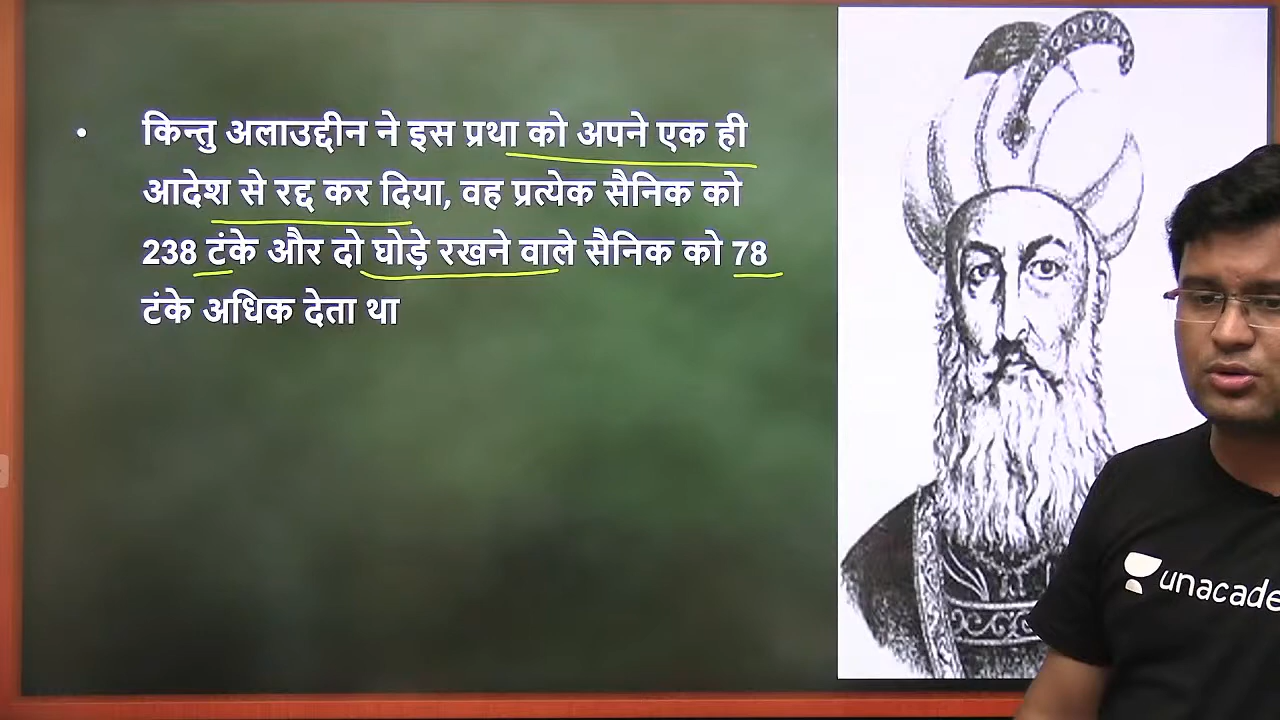 • किन्तु अलाउद्दीन ने इस प्रथा को अपने एक ही
आदेश से रद्द कर दिया, वह प्रत्येक सैनिक को
238 टंके और दो घोड़े रखने वाले सैनिक को 78
टंके अधिक देता था
unacade